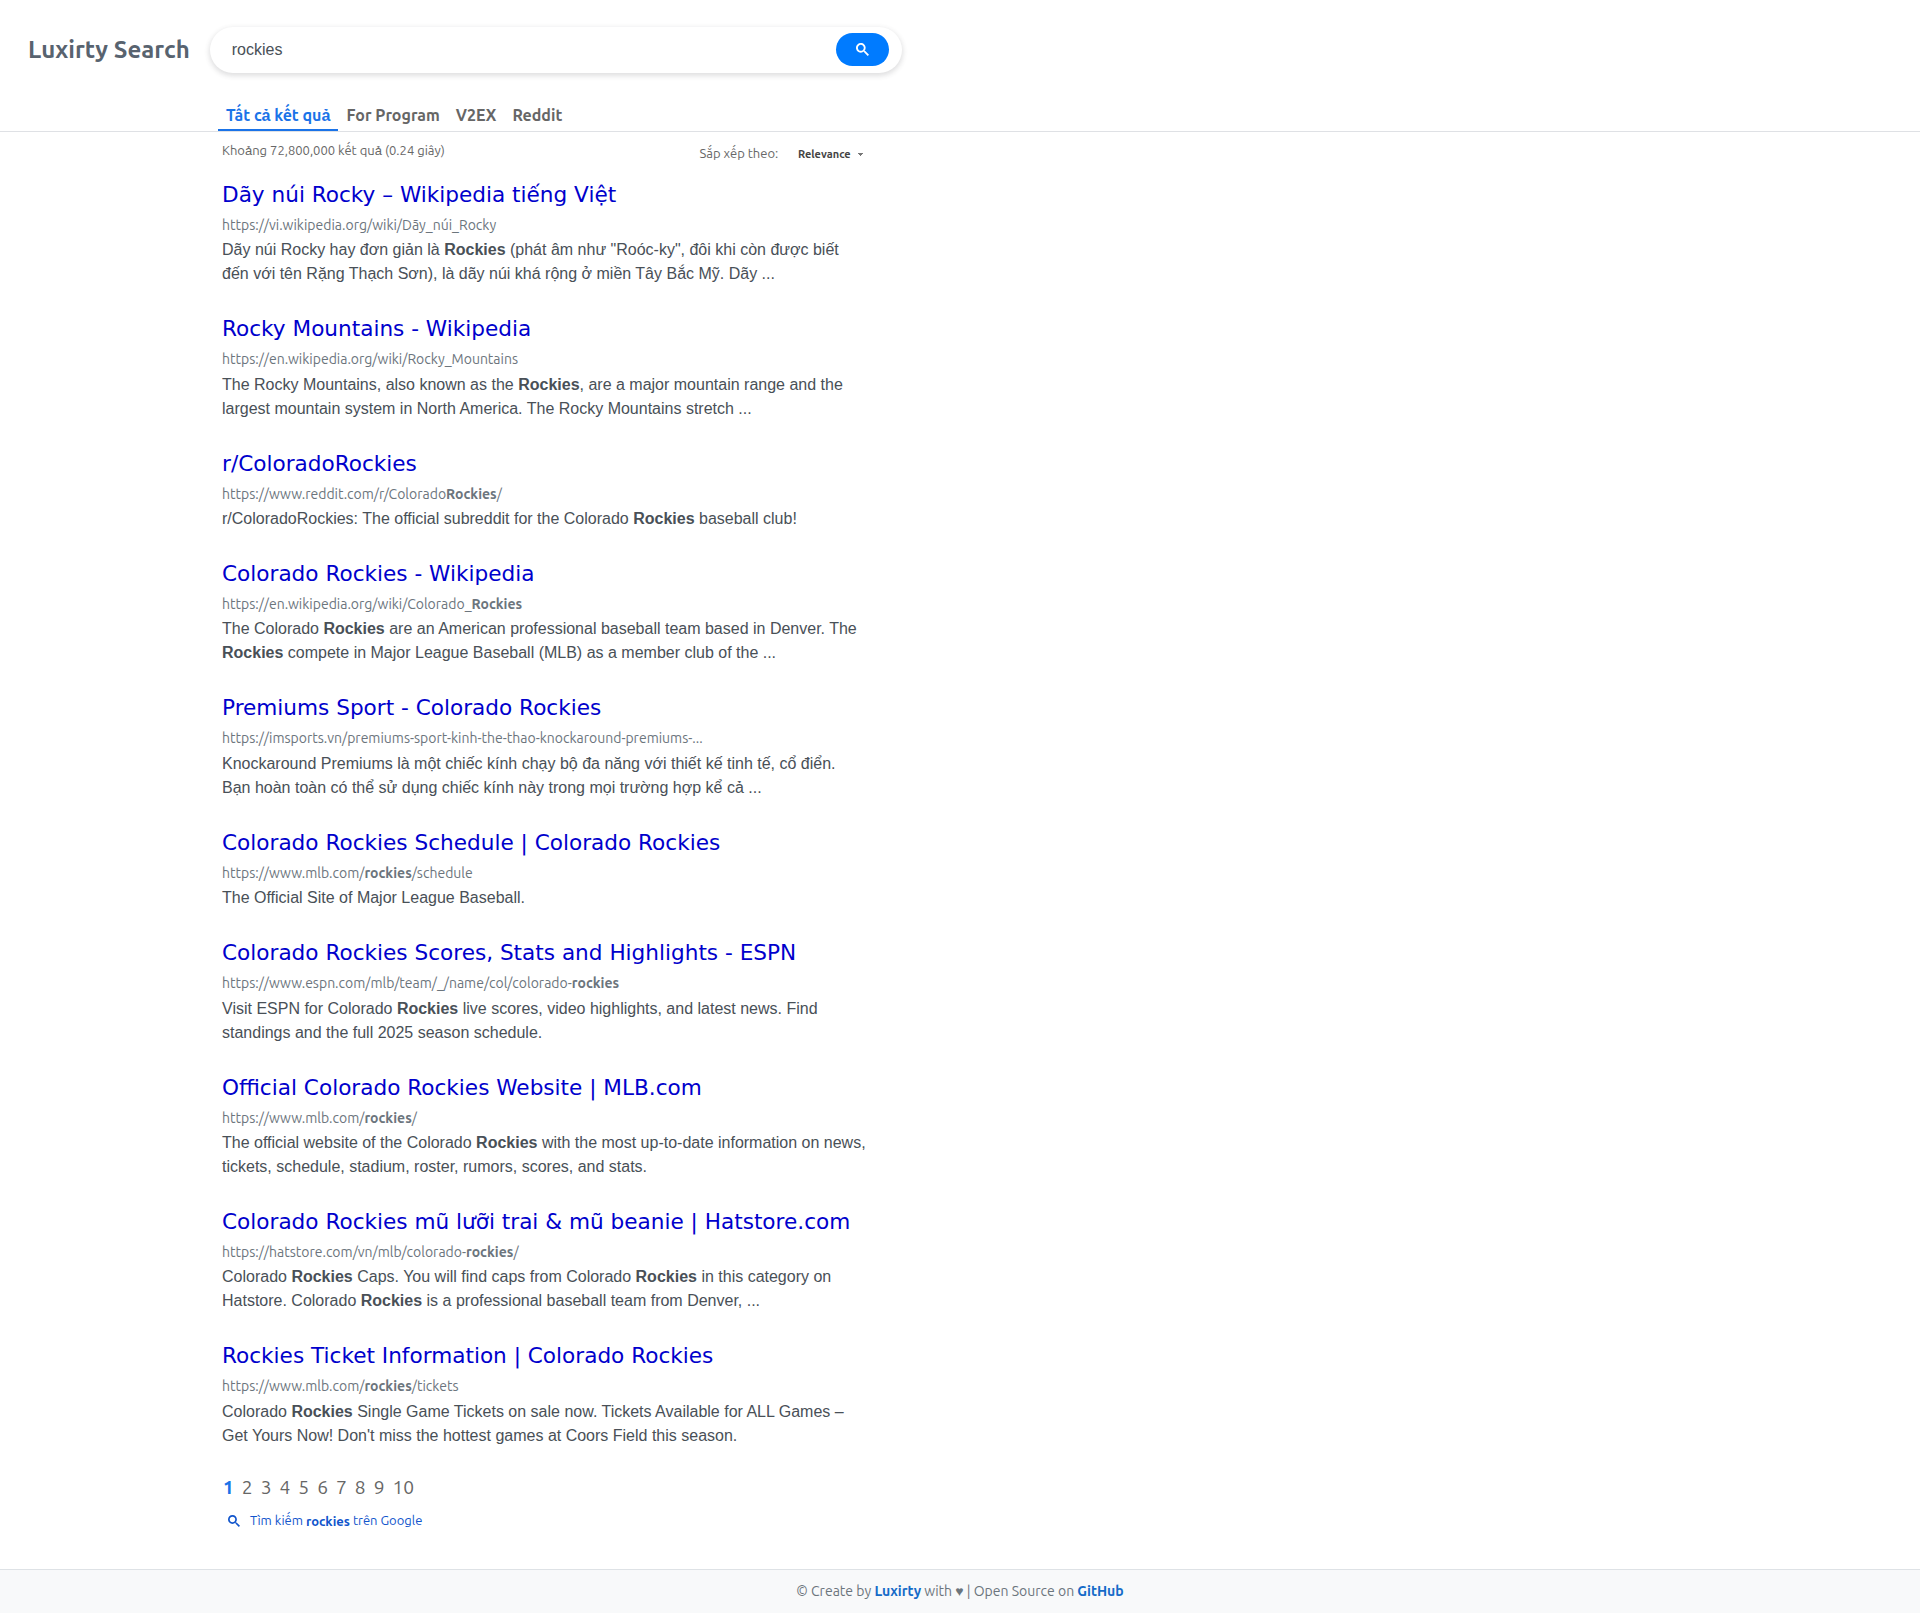 Luxirty Search
rockies
Tất cả kết quả For Program V2EX Reddit
Khoảng 72,800,000 kết quả (0.24 giây)
Sắp xếp theo: Relevance
Dãy núi Rocky – Wikipedia tiếng Việt
https://vi.wikipedia.org/wiki/Dãy_núi_Rocky
Dãy núi Rocky hay đơn giản là Rockies (phát âm như "Roóc-ky", đôi khi còn được biết
đến với tên Rặng Thạch Sơn), là dãy núi khá rộng ở miền Tây Bắc Mỹ. Dãy ...
Rocky Mountains - Wikipedia
https://en.wikipedia.org/wiki/Rocky_Mountains
The Rocky Mountains, also known as the Rockies, are a major mountain range and the
largest mountain system in North America. The Rocky Mountains stretch ...
r/ColoradoRockies
https://www.reddit.com/r/ColoradoRockies/
r/ColoradoRockies: The official subreddit for the Colorado Rockies baseball club!
Colorado Rockies - Wikipedia
https://en.wikipedia.org/wiki/Colorado_Rockies
The Colorado Rockies are an American professional baseball team based in Denver. The
Rockies compete in Major League Baseball (MLB) as a member club of the ...
Premiums Sport - Colorado Rockies
https://imsports.vn/premiums-sport-kinh-the-thao-knockaround-premiums-...
Knockaround Premiums là một chiếc kính chạy bộ đa năng với thiết kế tinh tế, cổ điển.
Bạn hoàn toàn có thể sử dụng chiếc kính này trong mọi trường hợp kể cả ...
Colorado Rockies Schedule | Colorado Rockies
https://www.mlb.com/rockies/schedule
The Official Site of Major League Baseball.
Colorado Rockies Scores, Stats and Highlights - ESPN
https://www.espn.com/mlb/team/_/name/col/colorado-rockies
Visit ESPN for Colorado Rockies live scores, video highlights, and latest news. Find
standings and the full 2025 season schedule.
Official Colorado Rockies Website | MLB.com
https://www.mlb.com/rockies/
The official website of the Colorado Rockies with the most up-to-date information on news,
tickets, schedule, stadium, roster, rumors, scores, and stats.
Colorado Rockies mũ lưỡi trai & mũ beanie | Hatstore.com
https://hatstore.com/vn/mlb/colorado-rockies/
Colorado Rockies Caps. You will find caps from Colorado Rockies in this category on
Hatstore. Colorado Rockies is a professional baseball team from Denver, ...
Rockies Ticket Information | Colorado Rockies
https://www.mlb.com/rockies/tickets
Colorado Rockies Single Game Tickets on sale now. Tickets Available for ALL Games –
Get Yours Now! Don't miss the hottest games at Coors Field this season.
1 2 3 4 5 6 7 8 9 10
Tìm kiếm rockies trên Google
© Create by Luxirty with ♥ | Open Source on GitHub